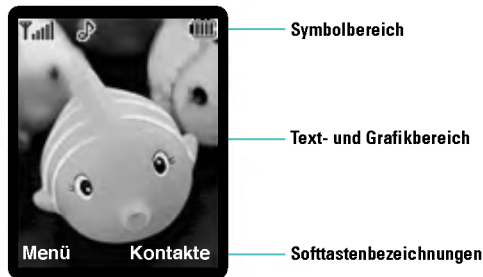 Symbolbereich
Text- und Grafikbereich
Menü Kontakte
Softtastenbezeichnungen